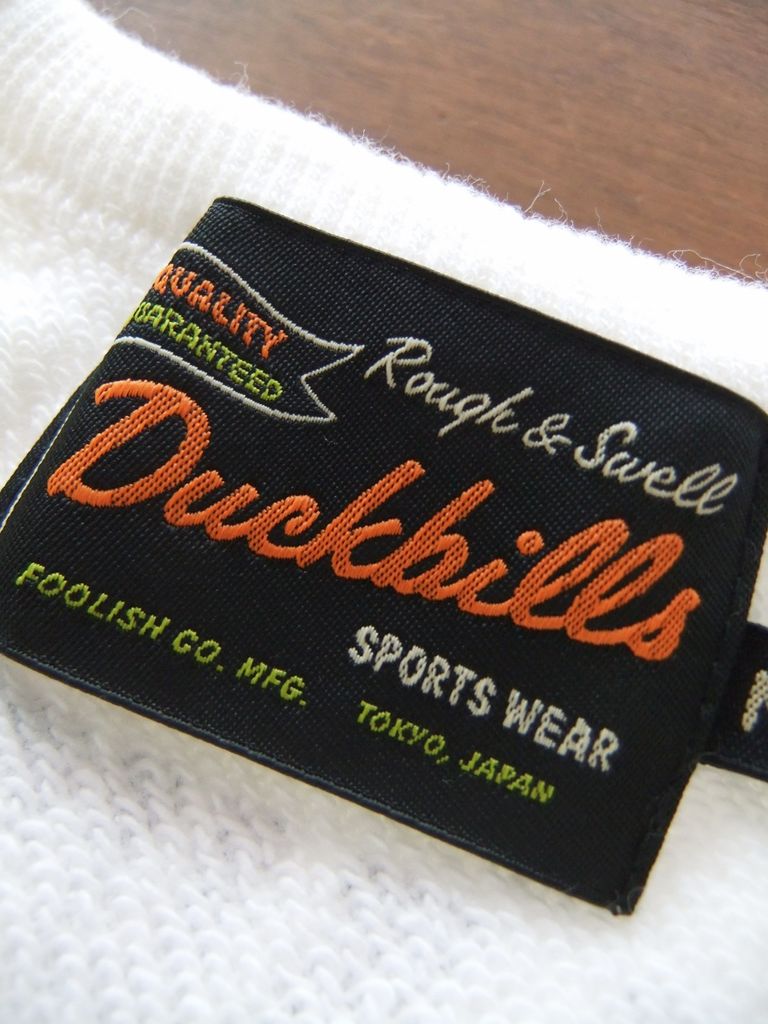 QUALITY
GUARANTEED
Rough & Swell
Duckbills
SPORTS WEAR
FOOLISH CO. MFG.
TOKYO, JAPAN